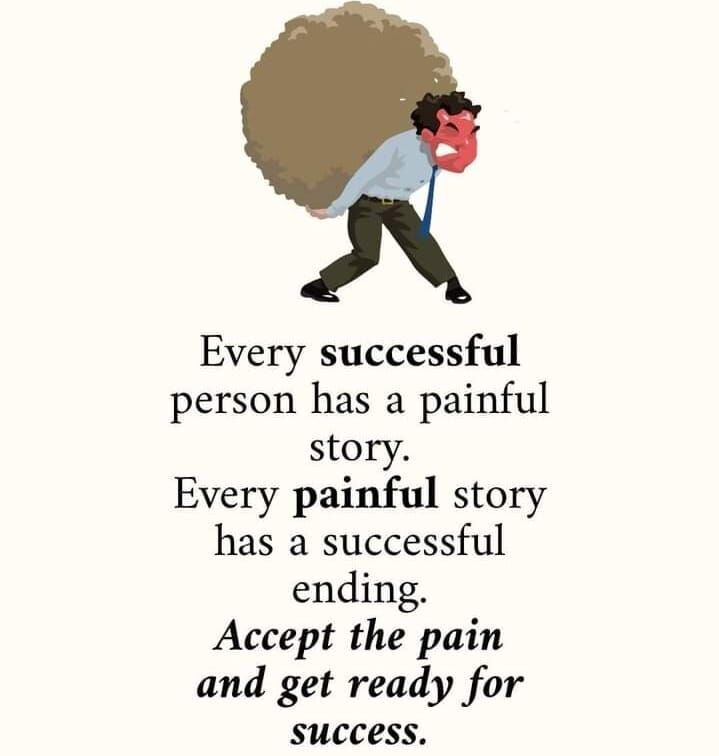 Every successful
person has a painful
story.
Every painful story
has a successful
ending.
Accept the pain
and get ready for
success.